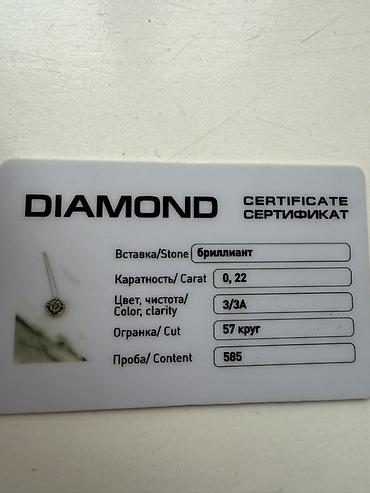 DIAMOND CERTIFICATE
СЕРТИФИКАТ
Вставка/Stone бриллиант
Каратность/ Carat 0, 22
Цвет, чистота/
Color, clarity 3/3А
Огранка/ Cut 57 круг
Проба/ Content 585